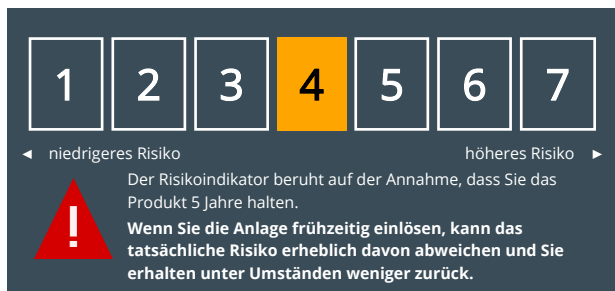 1 2 3 4 5 6 7
◄ niedrigeres Risiko höheres Risiko ►
Der Risikoindikator beruht auf der Annahme, dass Sie das
Produkt 5 Jahre halten.
!
Wenn Sie die Anlage frühzeitig einlösen, kann das
tatsächliche Risiko erheblich davon abweichen und Sie
erhalten unter Umständen weniger zurück.